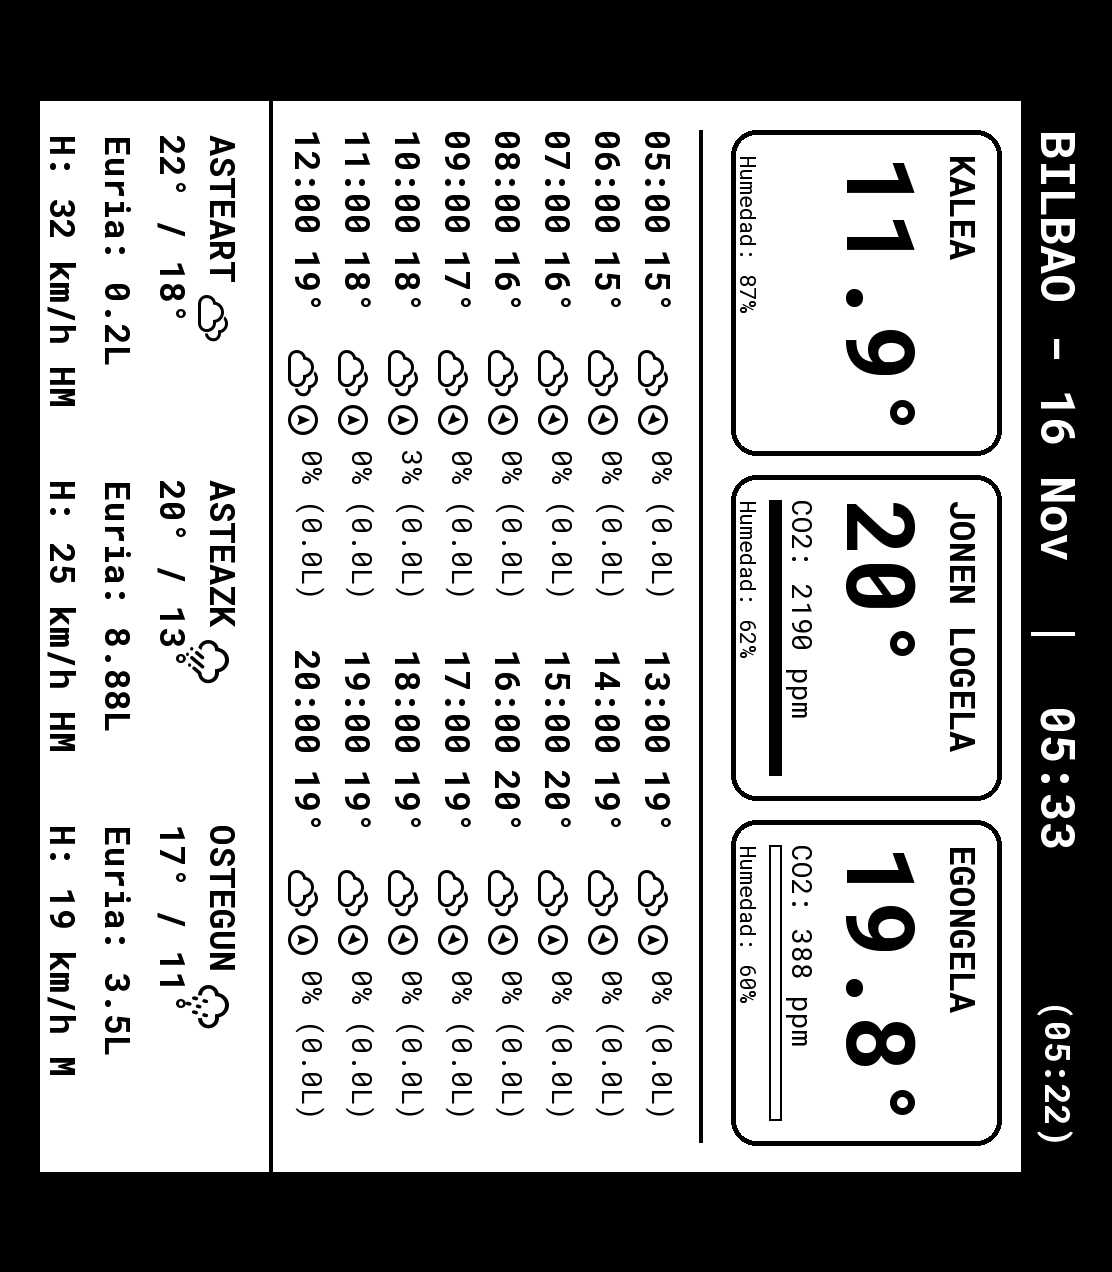 BILBAO - 16 Nov | 05:33 (05:22)
KALEA
11.9°
Humedad: 87%
JONEN LOGELA
20°
CO2: 2190 ppm
Humedad: 62%
EGONGELA
19.8°
CO2: 388 ppm
Humedad: 60%
05:00 15° 0% (0.0L)
06:00 15° 0% (0.0L)
07:00 16° 0% (0.0L)
08:00 16° 0% (0.0L)
09:00 17° 0% (0.0L)
10:00 18° 3% (0.0L)
11:00 18° 0% (0.0L)
12:00 19° 0% (0.0L)
13:00 19° 0% (0.0L)
14:00 19° 0% (0.0L)
15:00 20° 0% (0.0L)
16:00 20° 0% (0.0L)
17:00 19° 0% (0.0L)
18:00 19° 0% (0.0L)
19:00 19° 0% (0.0L)
20:00 19° 0% (0.0L)
ASTEART
22° / 18°
Euria: 0.2L
H: 32 km/h HM
ASTEAZK
20° / 13°
Euria: 8.88L
H: 25 km/h HM
OSTEGUN
17° / 11°
Euria: 3.5L
H: 19 km/h M